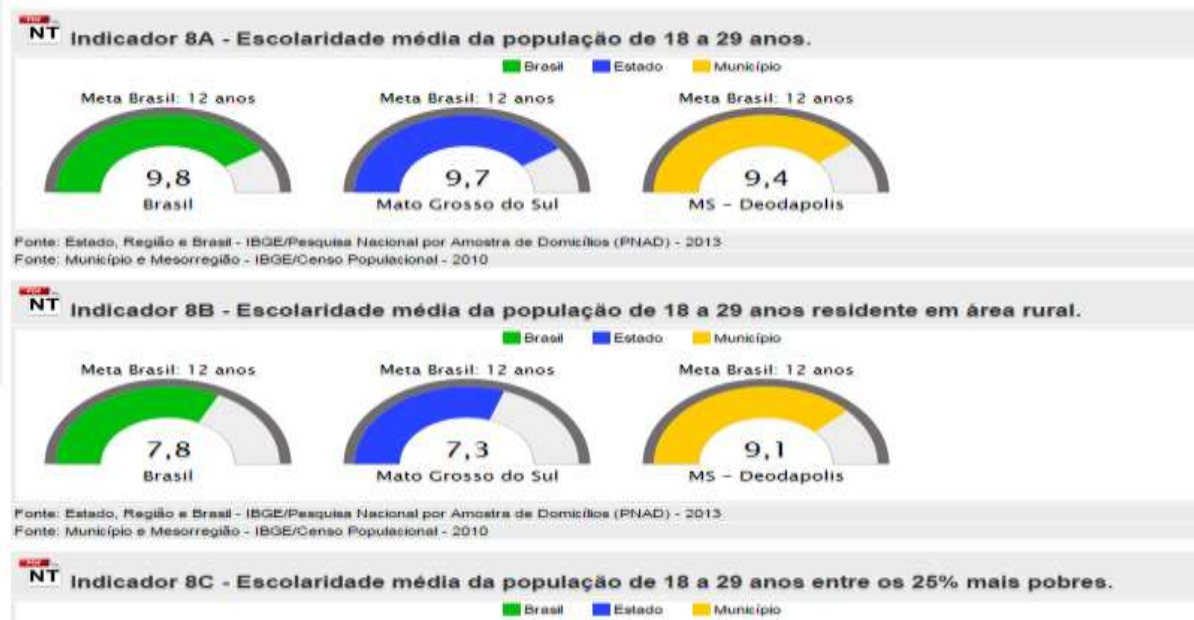 PDF
NT Indicador 8A - Escolaridade média da população de 18 a 29 anos.
Brasil Estado Município
Meta Brasil: 12 anos Meta Brasil: 12 anos Meta Brasil: 12 anos
9,8 9,7 9,4
Brasil Mato Grosso do Sul MS - Deodapolis
Fonte: Estado, Região e Brasil - IBGE/Pesquisa Nacional por Amostra de Domicílios (PNAD) - 2013
Fonte: Município e Mesorregião - IBGE/Censo Populacional - 2010
PDF
NT Indicador 8B - Escolaridade média da população de 18 a 29 anos residente em área rural.
Brasil Estado Município
Meta Brasil: 12 anos Meta Brasil: 12 anos Meta Brasil: 12 anos
7,8 7,3 9,1
Brasil Mato Grosso do Sul MS - Deodapolis
Fonte: Estado, Região e Brasil - IBGE/Pesquisa Nacional por Amostra de Domicílios (PNAD) - 2013
Fonte: Município e Mesorregião - IBGE/Censo Populacional - 2010
PDF
NT Indicador 8C - Escolaridade média da população de 18 a 29 anos entre os 25% mais pobres.
Brasil Estado Município